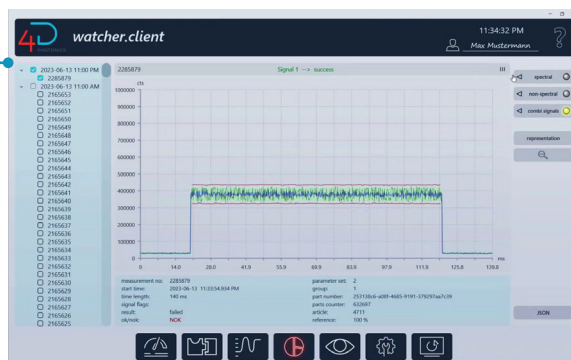 4D
watcher.client
11:34:32 PM
Max Mustermann
2023-06-13 11:00 PM
2285879
2023-06-13 11:00 AM
2165653
2165652
2165651
2165650
2165649
2165648
2165647
2165646
2165645
2165644
2165642
2165641
2165640
2165639
2165638
2165637
2165636
2165635
2165634
2165633
2165632
2165631
2165630
2165629
2165628
2165627
2165626
2165625
2285879
Signal 1 --> success
cts
1000000
900000
800000
700000
600000
500000
400000
300000
200000
100000
0
0 14.0 28.0 41.9 55.9 69.9 83.9 97.9 111.9 125.8 139.8
ms
measurement no: 2285879
start time: 2023-06-13 11:33:54.934 PM
time length: 140 ms
signal flags:
result: failed
ok/nok: NOK
parameter set: 2
group: 1
part number: 253138c6-a08f-4685-9191-379297aa7c39
parts counter: 632697
article: 4711
reference: 100 %
spectral
non-spectral
combi signals
representation
JSON